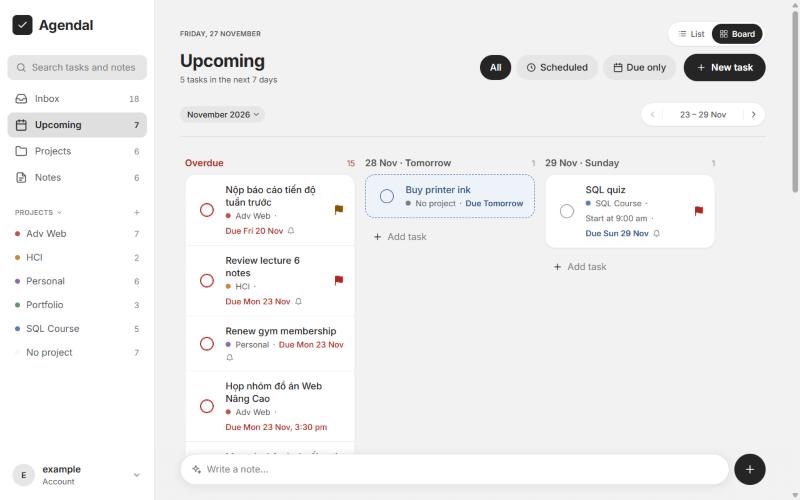 Agendal
Search tasks and notes
Inbox 18
Upcoming 7
Projects 6
Notes 6
PROJECTS
Adv Web 7
HCI 2
Personal 6
Portfolio 3
SQL Course 5
No project 7
E
example
Account
FRIDAY, 27 NOVEMBER
List
Board
Upcoming
5 tasks in the next 7 days
All
Scheduled
Due only
+ New task
November 2026
23 – 29 Nov
Overdue 15
Nộp báo cáo tiến độ
tuần trước
Adv Web ·
Due Fri 20 Nov
Review lecture 6
notes
HCI ·
Due Mon 23 Nov
Renew gym membership
Personal · Due Mon 23 Nov
Họp nhóm đồ án Web
Nâng Cao
Adv Web ·
Due Mon 23 Nov, 3:30 pm
28 Nov · Tomorrow 1
Buy printer ink
No project · Due Tomorrow
+ Add task
29 Nov · Sunday 1
SQL quiz
SQL Course ·
Start at 9:00 am ·
Due Sun 29 Nov
+ Add task
Write a note...